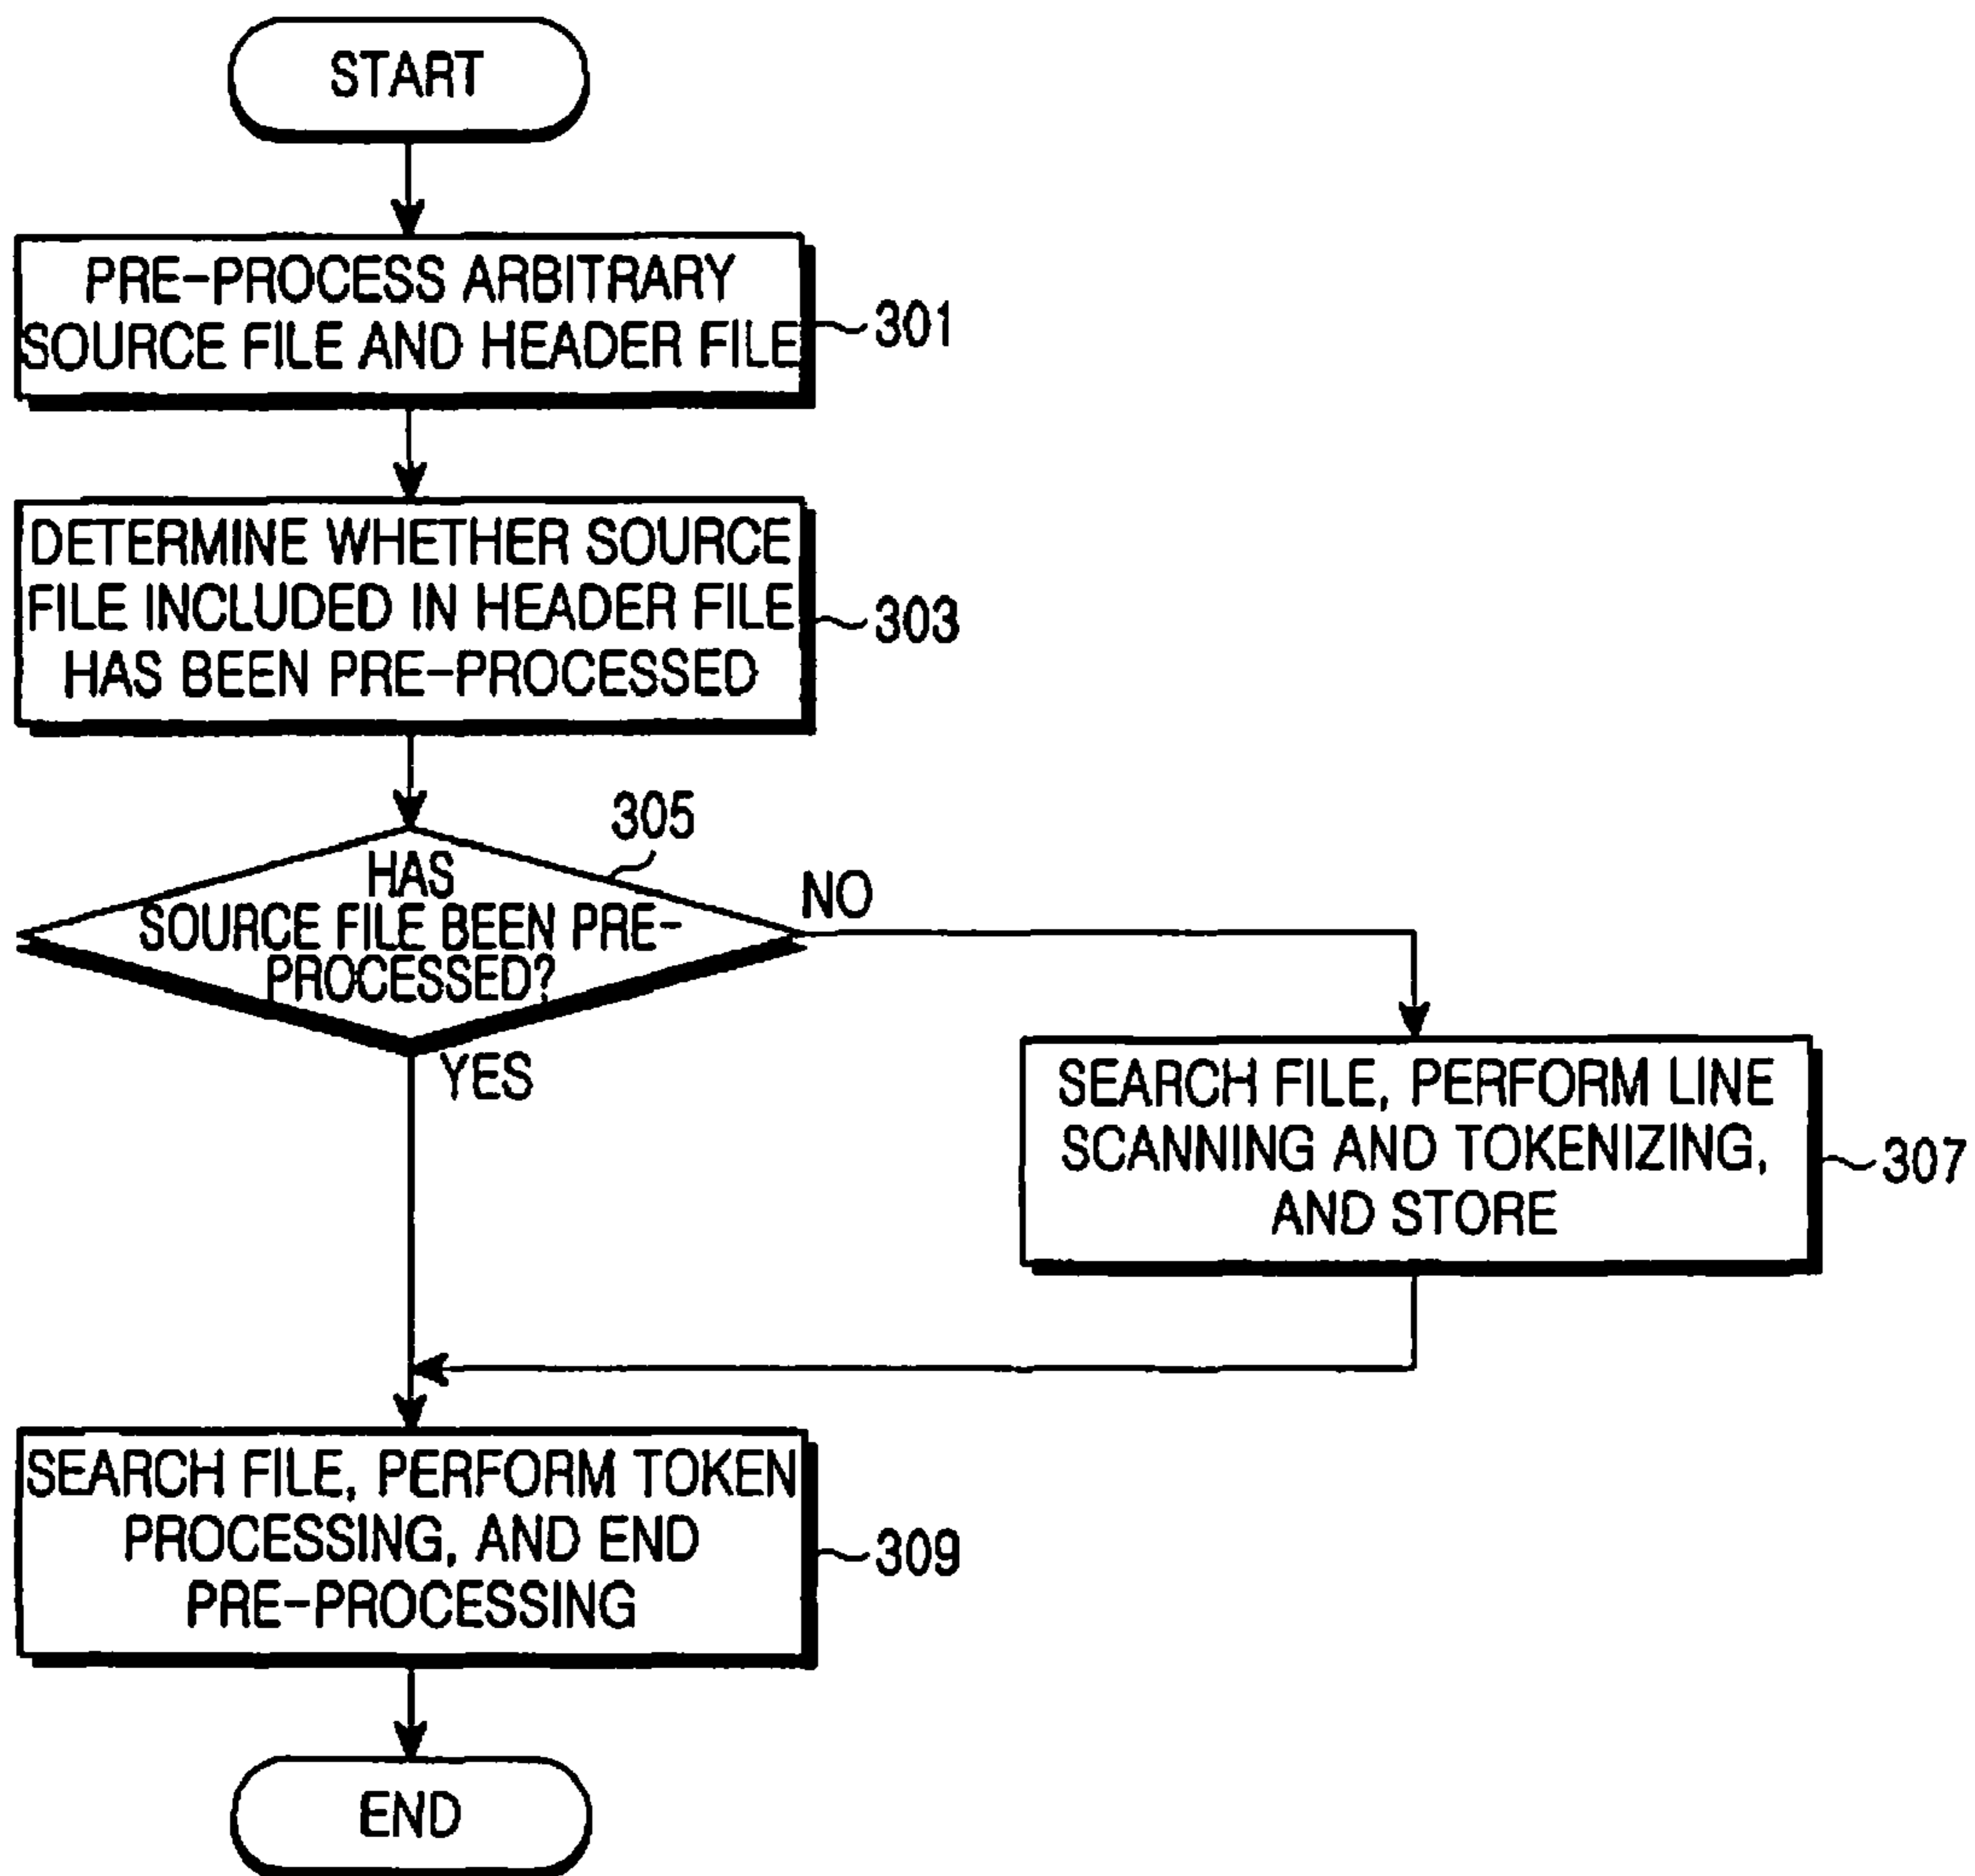 START
PRE-PROCESS ARBITRARY
SOURCE FILE AND HEADER FILE
301
DETERMINE WHETHER SOURCE
FILE INCLUDED IN HEADER FILE
HAS BEEN PRE-PROCESSED
303
305
HAS
SOURCE FILE BEEN PRE-
PROCESSED?
NO
YES
SEARCH FILE, PERFORM LINE
SCANNING AND TOKENIZING,
AND STORE
307
SEARCH FILE, PERFORM TOKEN
PROCESSING, AND END
PRE-PROCESSING
309
END